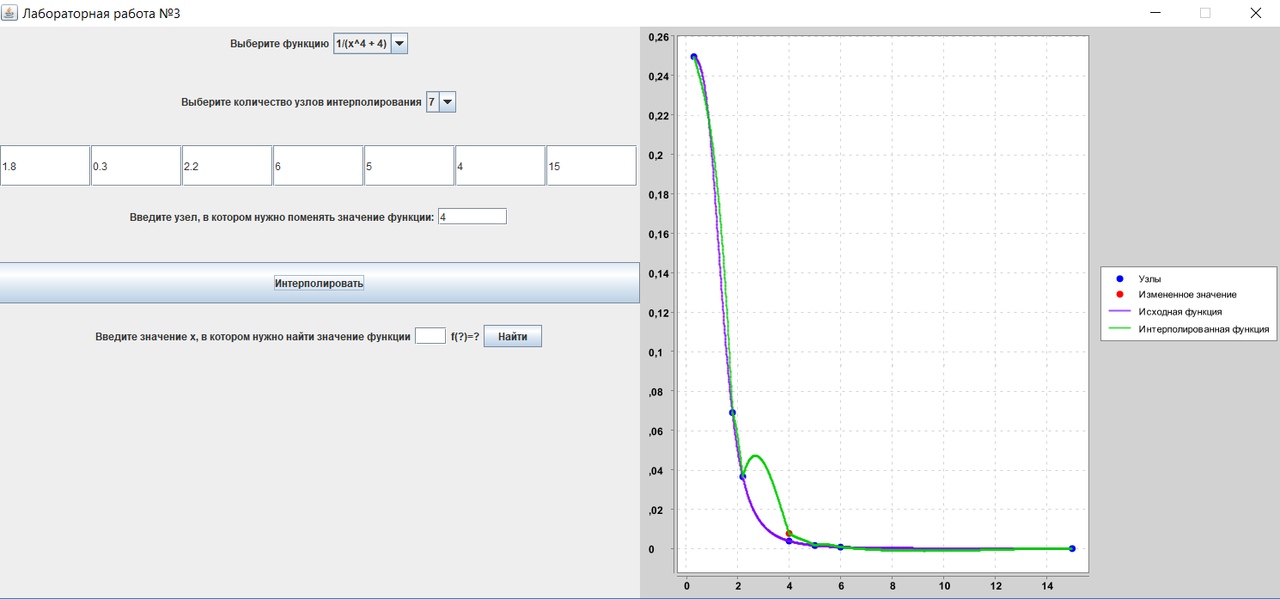 Лабораторная работа №3
Выберите функцию 1/(x^4 + 4)
Выберите количество узлов интерполирования 7
1.8 0.3 2.2 6 5 4 15
Введите узел, в котором нужно поменять значение функции: 4
Интерполировать
Введите значение x, в котором нужно найти значение функции f(?)=? Найти
0,26
0,24
0,22
0,2
0,18
0,16
0,14
0,12
0,1
,08
,06
,04
,02
0
0 2 4 6 8 10 12 14
Узлы
Измененное значение
Исходная функция
Интерполированная функция